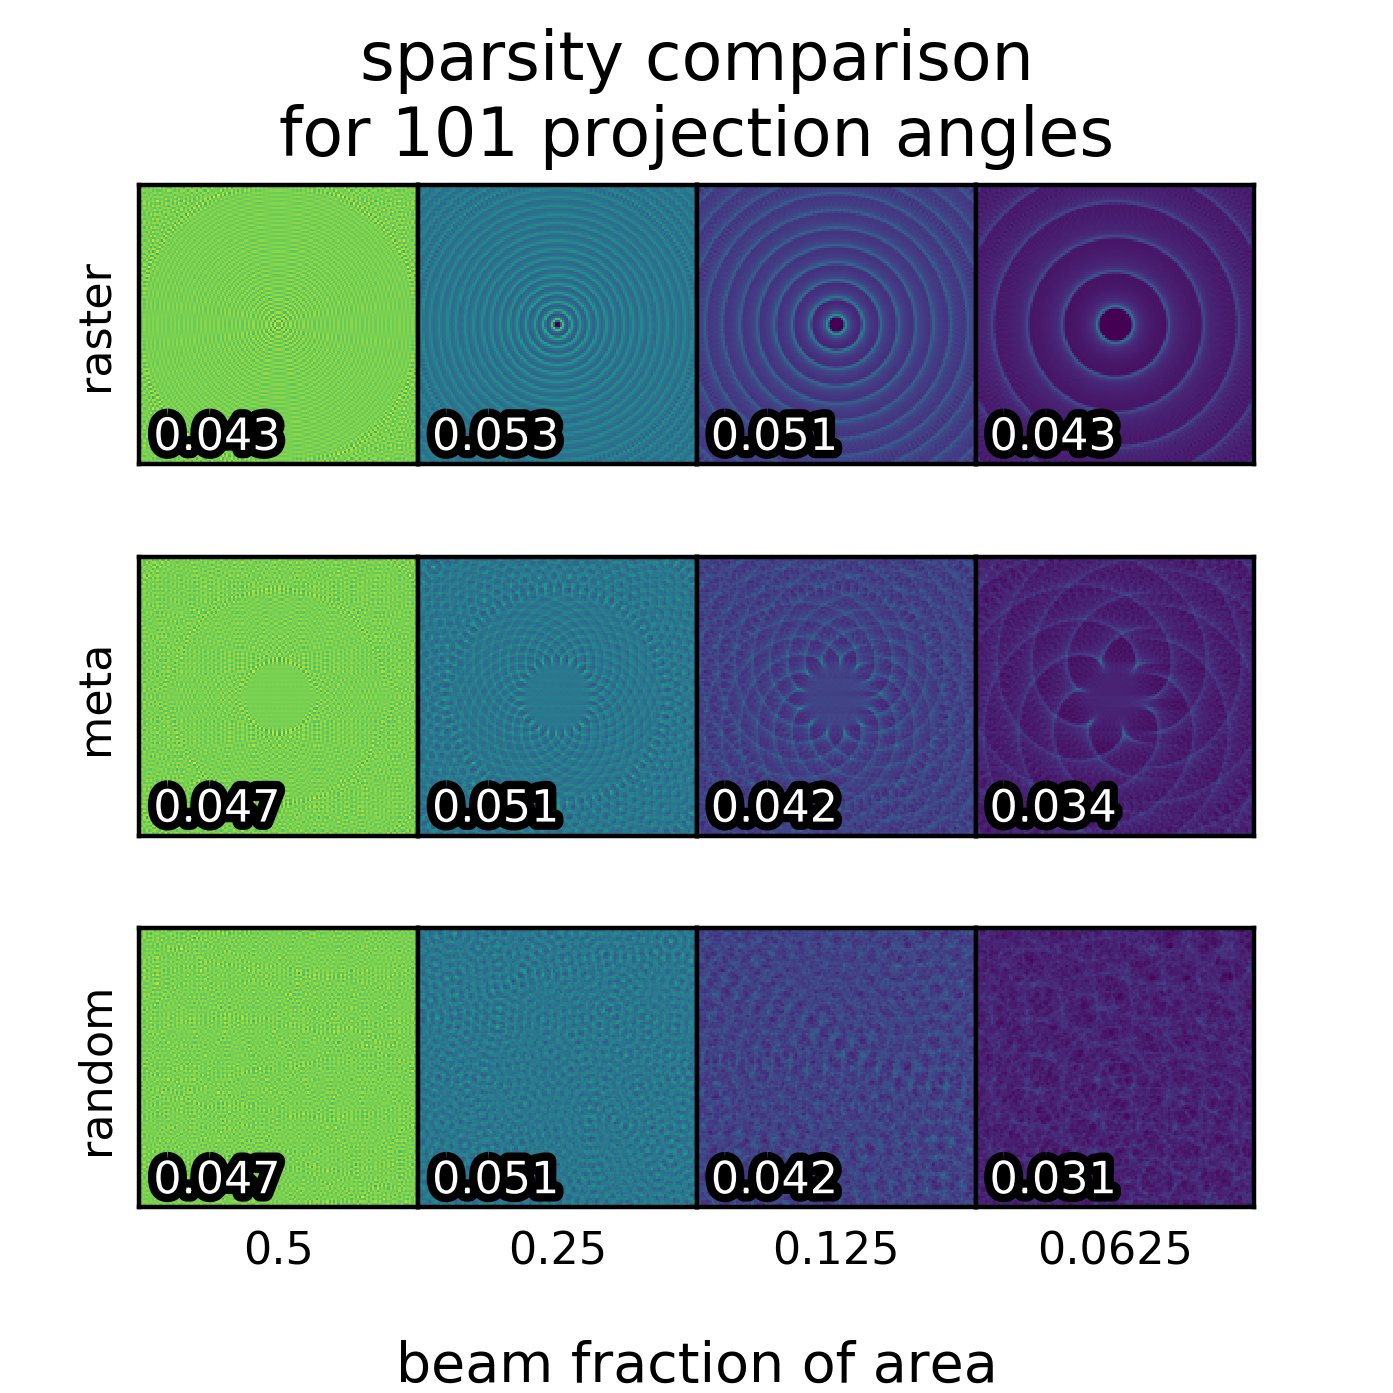 sparsity comparison
for 101 projection angles
raster
0.043 0.053 0.051 0.043
meta
0.047 0.051 0.042 0.034
random
0.047 0.051 0.042 0.031
0.5 0.25 0.125 0.0625
beam fraction of area